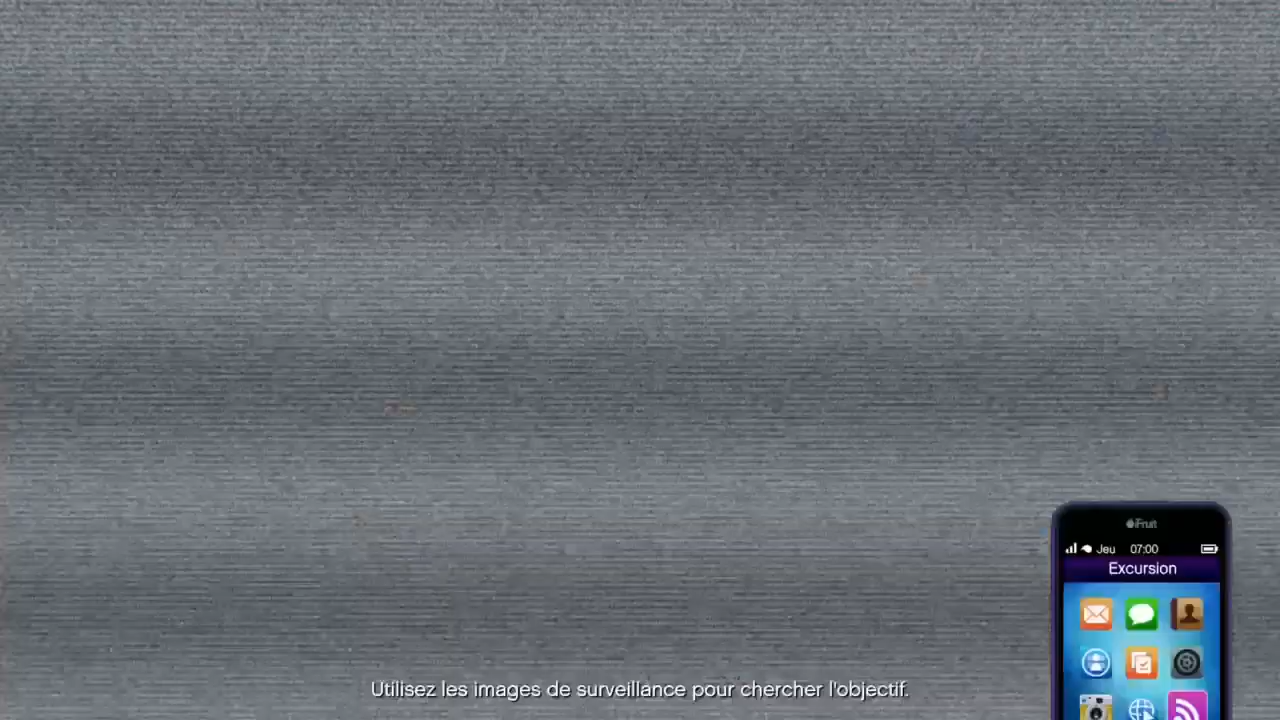 iFruit
Jeu 07:00
Excursion
Utilisez les images de surveillance pour chercher l'objectif.